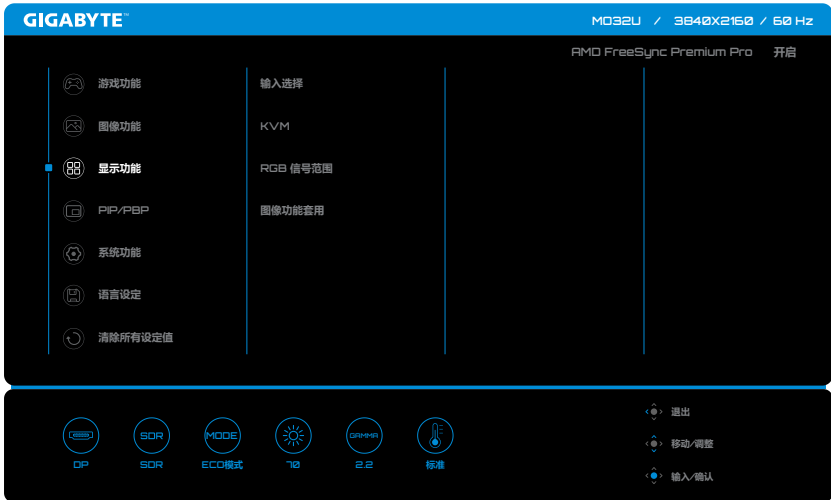 GIGABYTE™
MO32U / 3840X2160 / 60 Hz
AMD FreeSync Premium Pro 开启
游戏功能
图像功能
显示功能
PIP/PBP
系统功能
语言设定
清除所有设定值
输入选择
KVM
RGB 信号范围
图像功能套用
SDR
MODE
GAMMA
DP
SDR
ECO模式
70
2.2
标准
退出
移动/调整
输入/确认